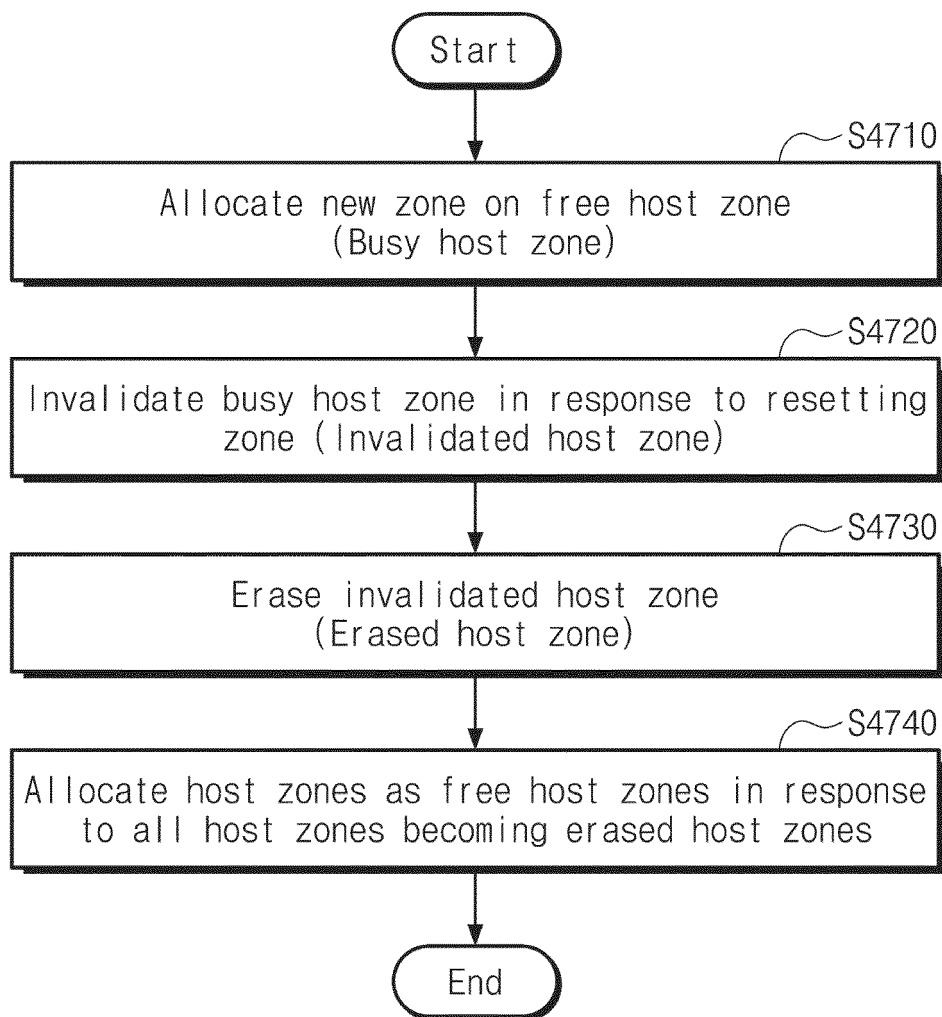 Start
S4710
Allocate new zone on free host zone
(Busy host zone)
S4720
Invalidate busy host zone in response to resetting
zone (Invalidated host zone)
S4730
Erase invalidated host zone
(Erased host zone)
S4740
Allocate host zones as free host zones in response
to all host zones becoming erased host zones
End